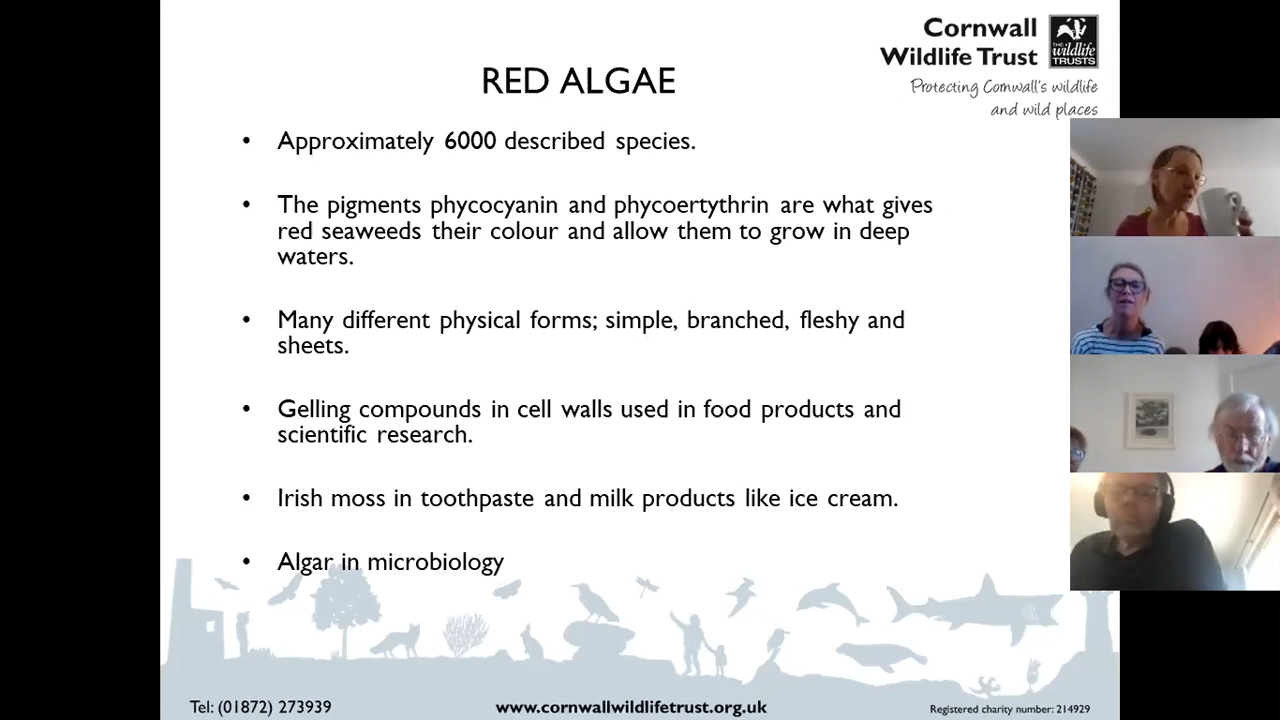 Cornwall
Wildlife Trust
THE
wildlife
TRUSTS
Protecting Cornwall's wildlife
and wild places
RED ALGAE
• Approximately 6000 described species.
• The pigments phycocyanin and phycoertythrin are what gives
red seaweeds their colour and allow them to grow in deep
waters.
• Many different physical forms; simple, branched, fleshy and
sheets.
• Gelling compounds in cell walls used in food products and
scientific research.
• Irish moss in toothpaste and milk products like ice cream.
• Algar in microbiology
Tel: (01872) 273939
www.cornwallwildlifetrust.org.uk
Registered charity number: 214929